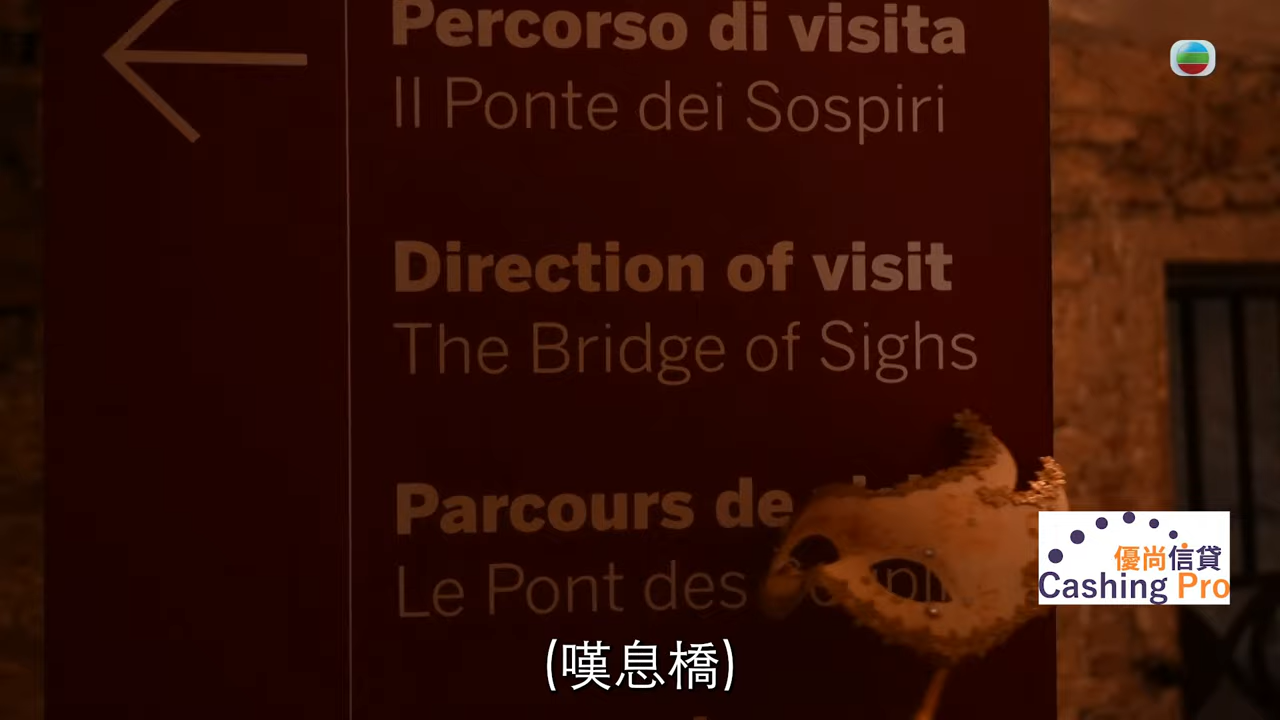 Percorso di visita
Il Ponte dei Sospiri
Direction of visit
The Bridge of Sighs
Parcours de
Le Pont des
優尚信貸
Cashing Pro
(嘆息橋)